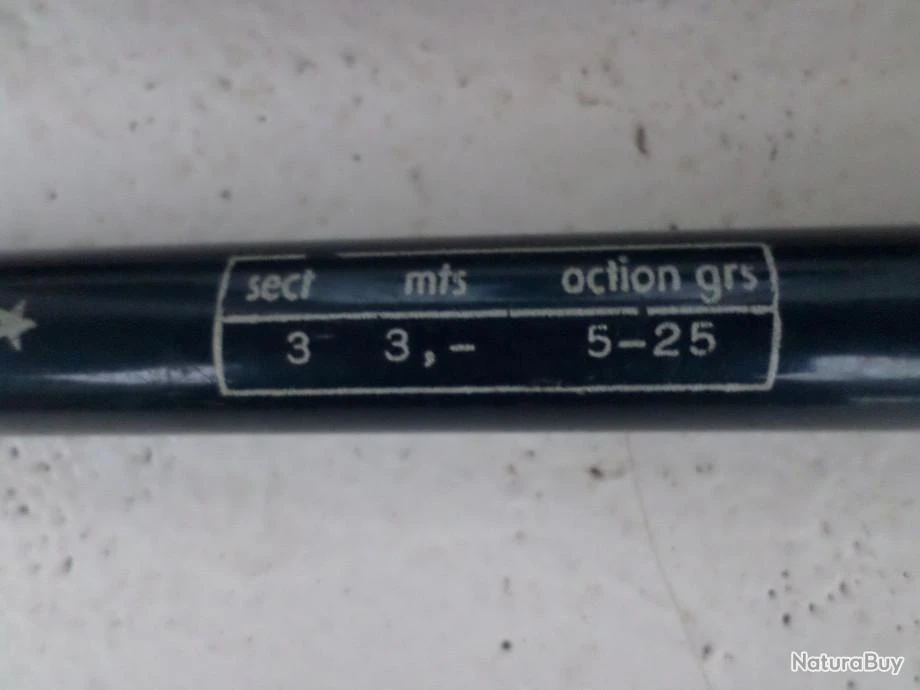 sect mts action grs
3 3,- 5-25
NaturaBuy